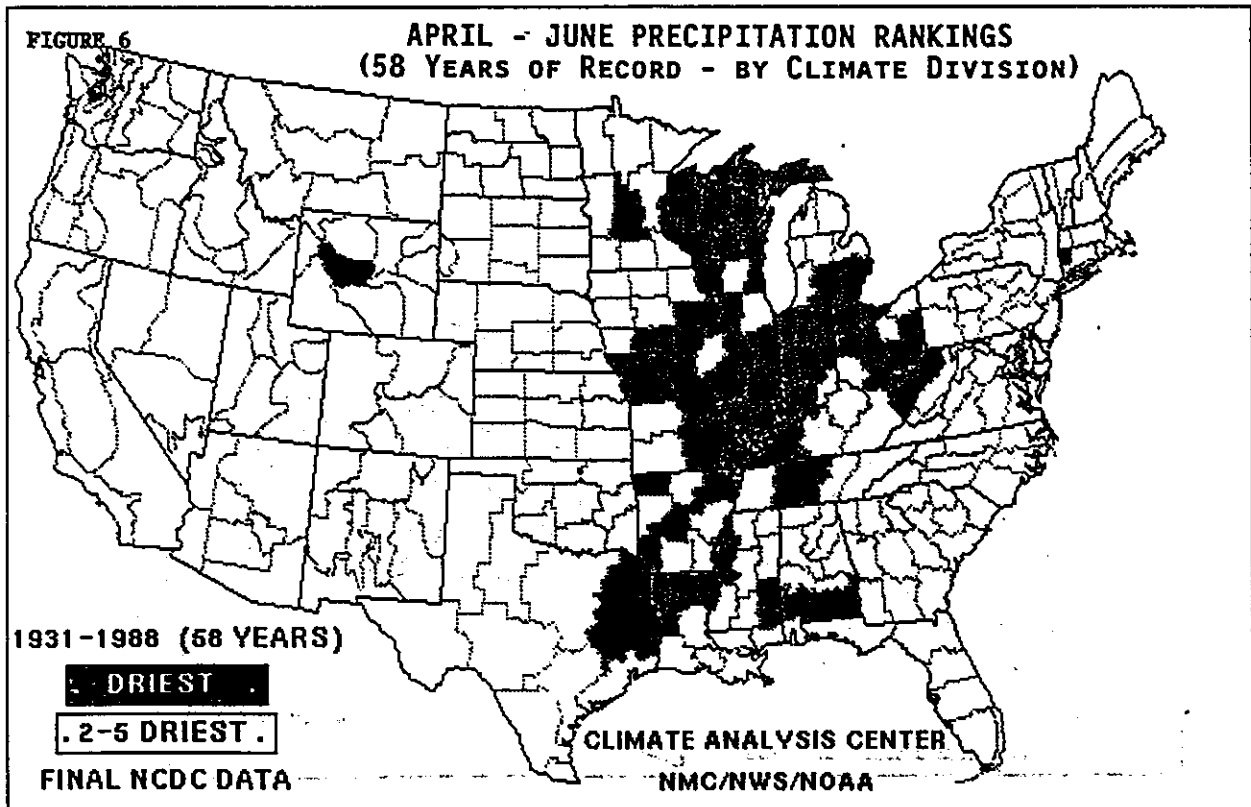 FIGURE 6
APRIL - JUNE PRECIPITATION RANKINGS
(58 YEARS OF RECORD - BY CLIMATE DIVISION)
1931-1988 (58 YEARS)
DRIEST .
. 2-5 DRIEST .
FINAL NCDC DATA
CLIMATE ANALYSIS CENTER
NMC/NWS/NOAA